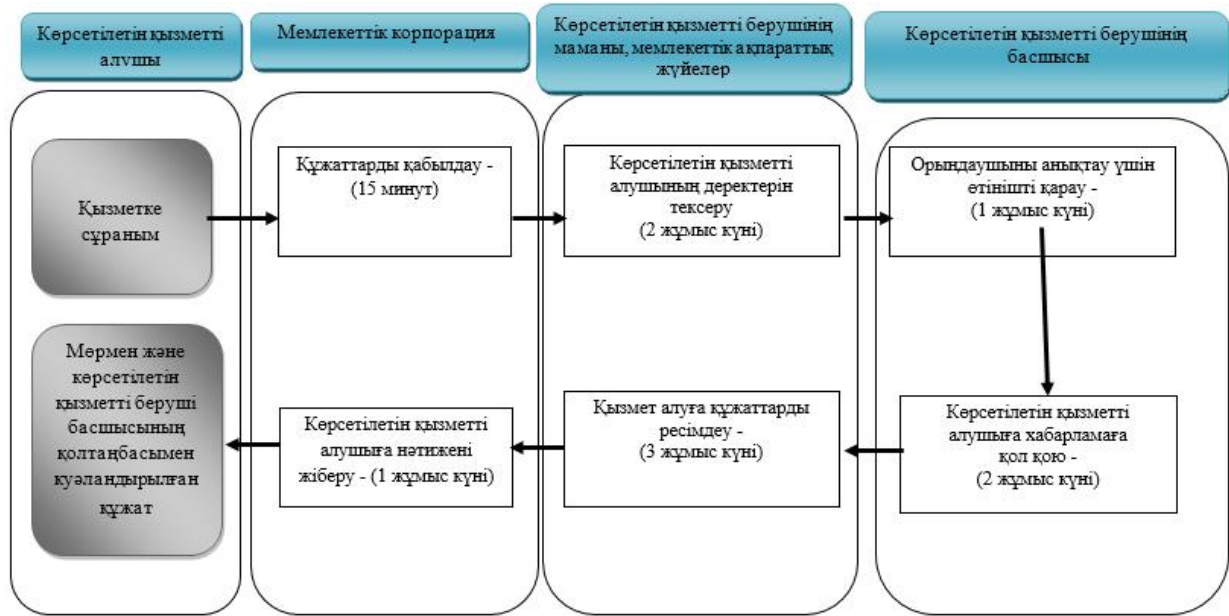 Көрсетілетін қызметті
алушы
Мемлекеттік корпорация
Көрсетілетін қызметті берушінің
маманы, мемлекеттік ақпараттық
жүйелер
Көрсетілетін қызметті берушінің
басшысы
Қызметке
сұраным
Құжаттарды қабылдау -
(15 минут)
Көрсетілетін қызметті
алушының деректерін
тексеру
(2 жұмыс күні)
Орындаушыны анықтау үшін
өтінішті қарау -
(1 жұмыс күні)
Мөрмен және
көрсетілетін
қызметті беруші
басшысының
қолтаңбасымен
куәландырылған
құжат
Көрсетілетін қызметті
алушыға нәтижені
жіберу - (1 жұмыс күні)
Қызмет алуға құжаттарды
ресімдеу -
(3 жұмыс күні)
Көрсетілетін қызметті
алушыға хабарламаға
қол қою -
(2 жұмыс күні)